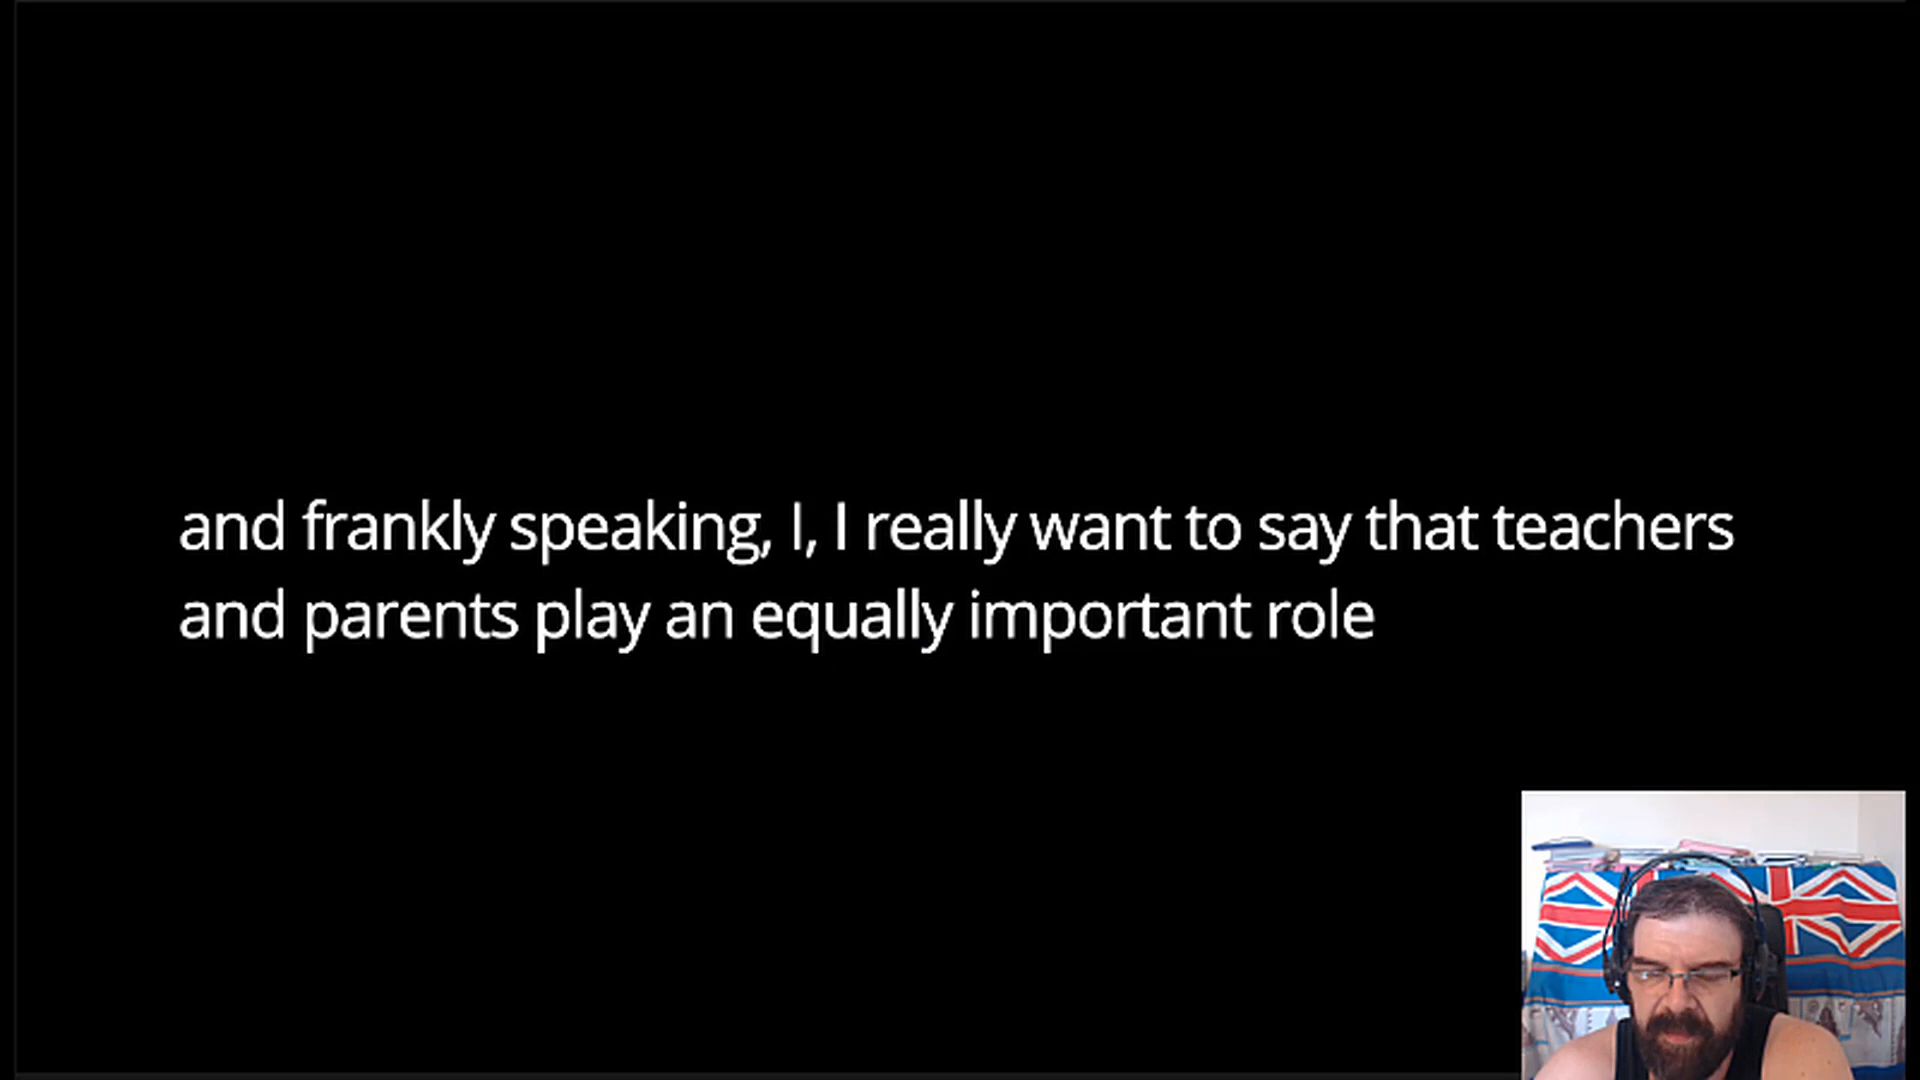 and frankly speaking, I, I really want to say that teachers
and parents play an equally important role